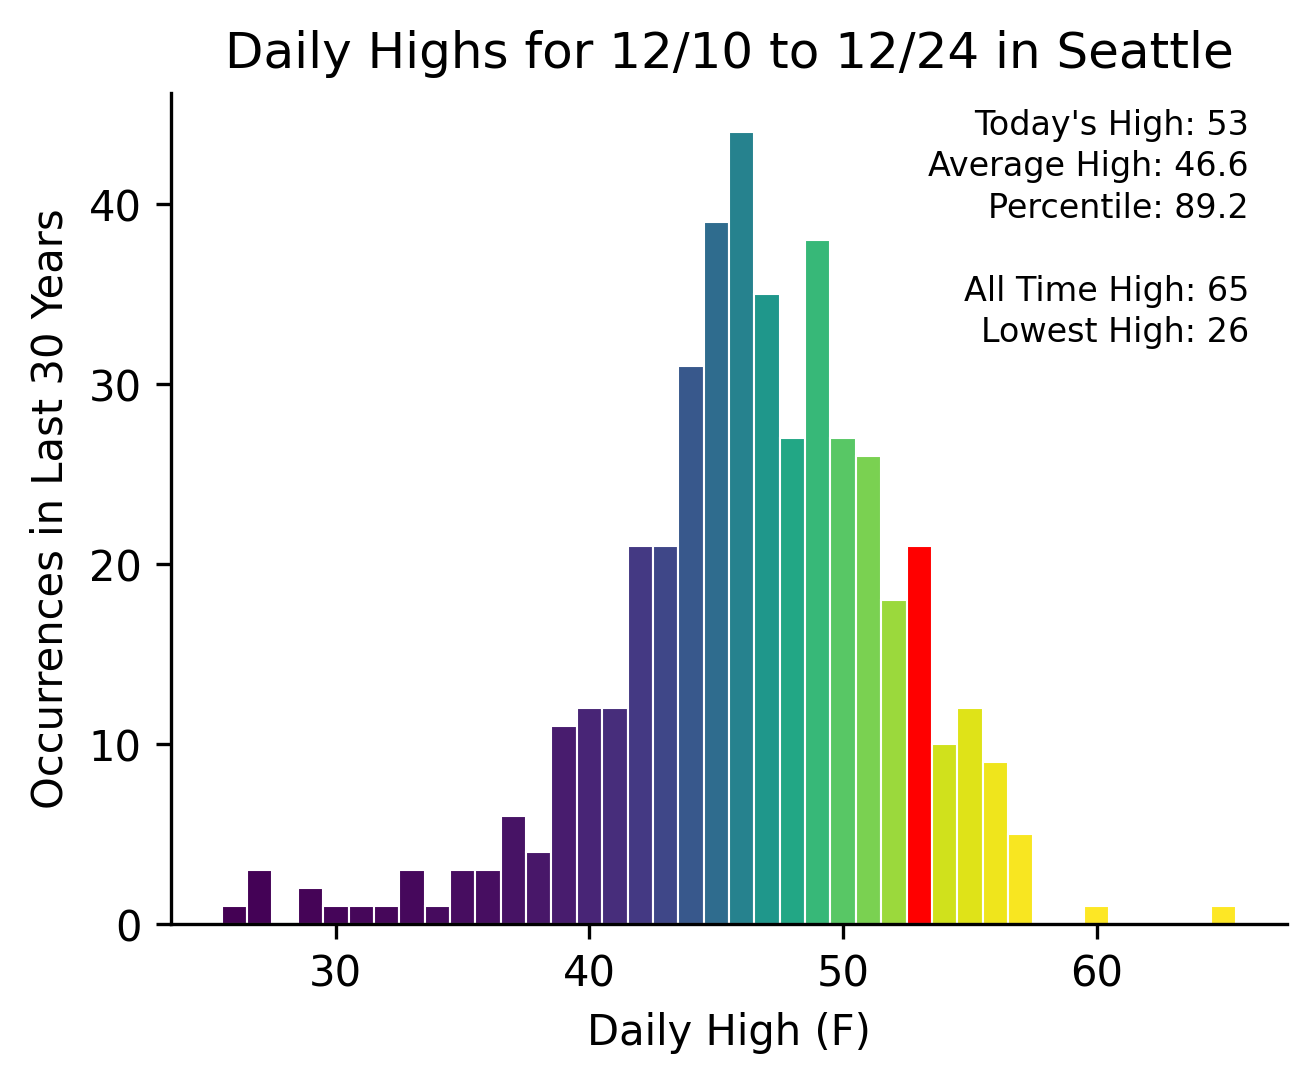 Daily Highs for 12/10 to 12/24 in Seattle
Today's High: 53
Average High: 46.6
Percentile: 89.2
All Time High: 65
Lowest High: 26
Occurrences in Last 30 Years
40
30
20
10
0
30 40 50 60
Daily High (F)